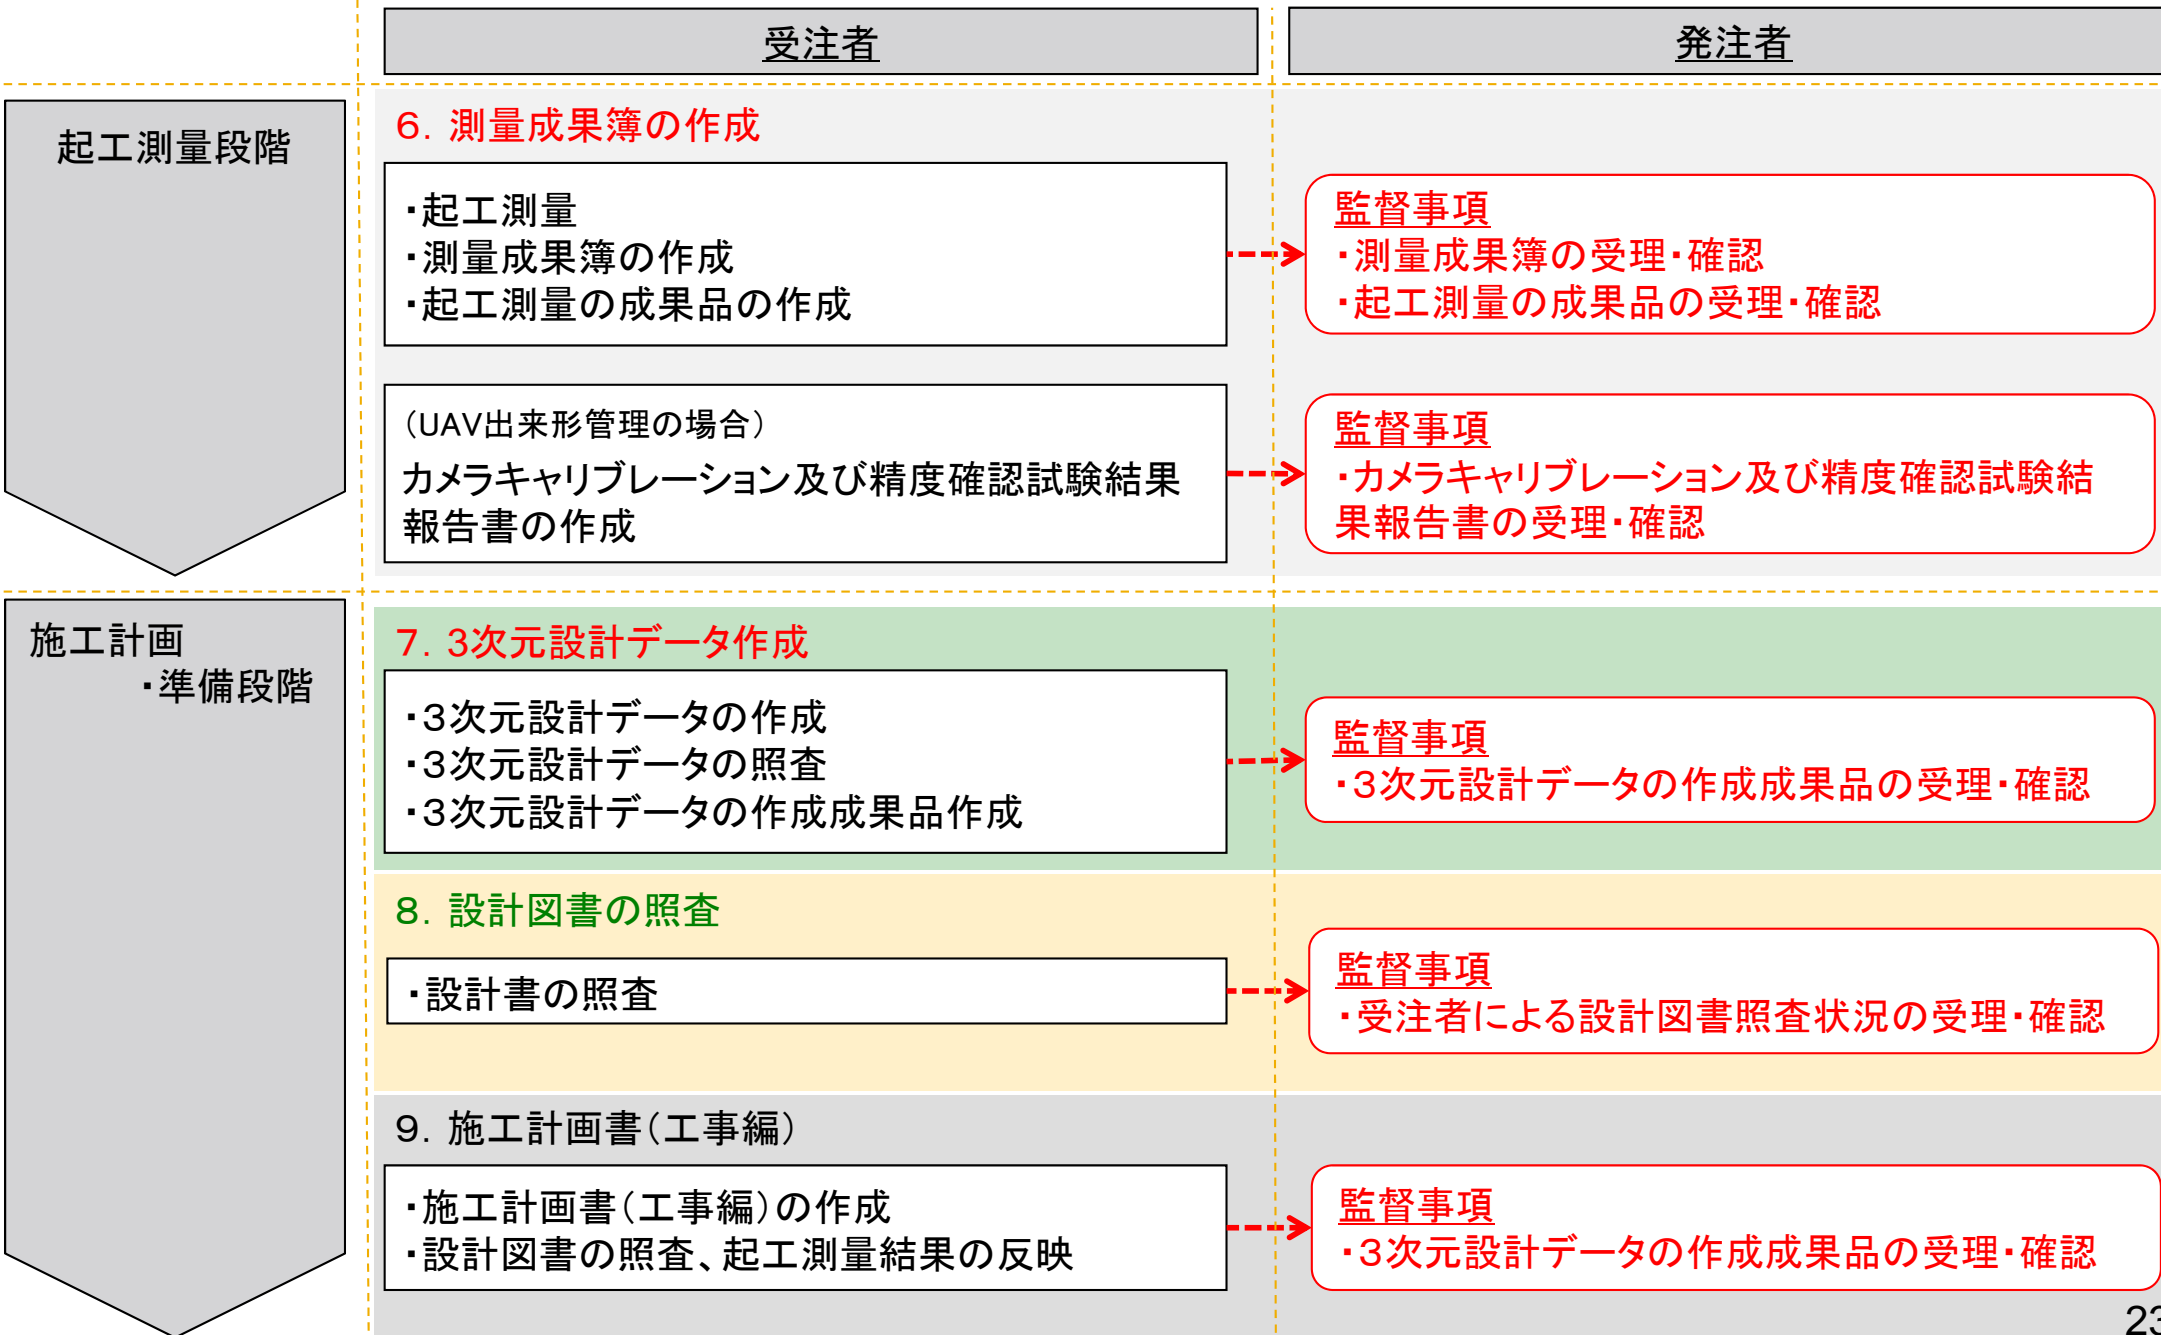 受注者
発注者
起工測量段階
6．測量成果簿の作成
・起工測量
・測量成果簿の作成
・起工測量の成果品の作成
監督事項
・測量成果簿の受理・確認
・起工測量の成果品の受理・確認
（UAV出来形管理の場合）
カメラキャリブレーション及び精度確認試験結果
報告書の作成
監督事項
・カメラキャリブレーション及び精度確認試験結
果報告書の受理・確認
施工計画
・準備段階
7．3次元設計データ作成
・3次元設計データの作成
・3次元設計データの照査
・3次元設計データの作成成果品作成
監督事項
・3次元設計データの作成成果品の受理・確認
8．設計図書の照査
・設計書の照査
監督事項
・受注者による設計図書照査状況の受理・確認
9．施工計画書（工事編）
・施工計画書（工事編）の作成
・設計図書の照査、起工測量結果の反映
監督事項
・3次元設計データの作成成果品の受理・確認
23